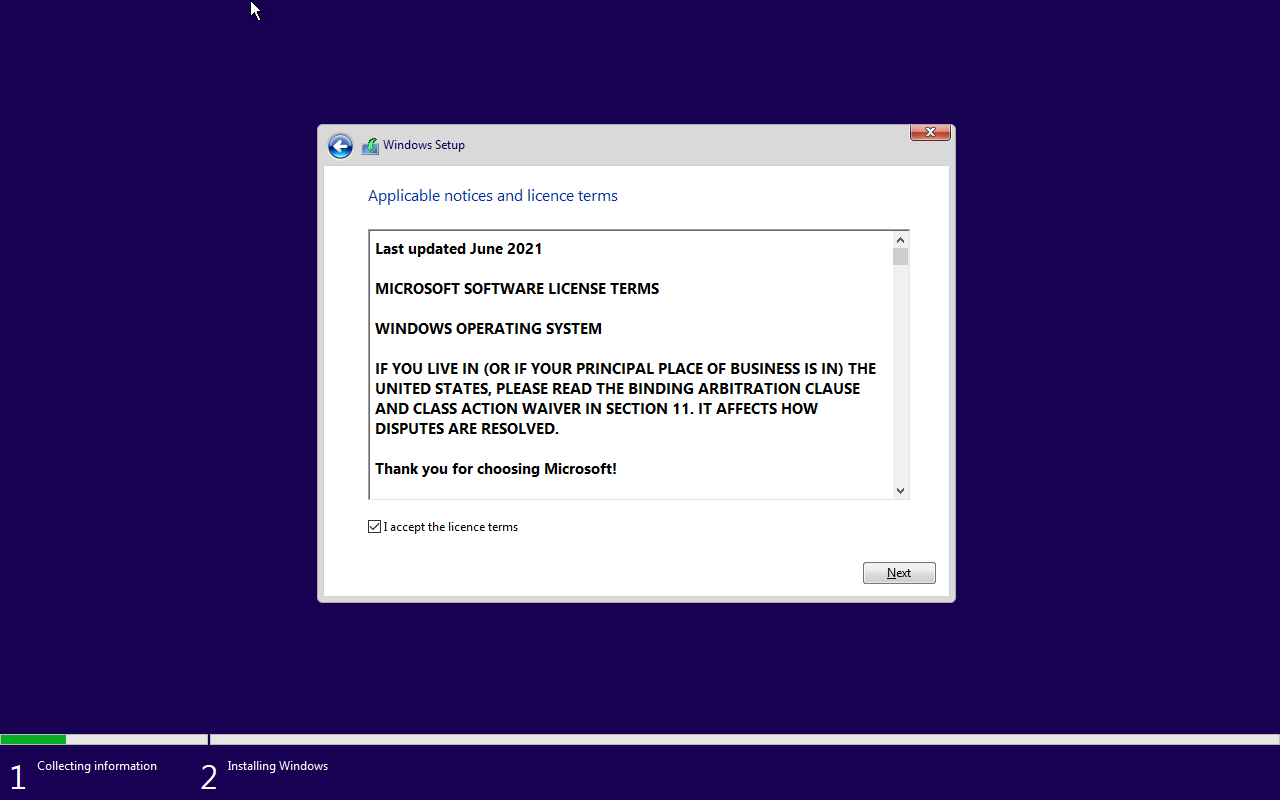 Windows Setup
Applicable notices and licence terms
Last updated June 2021
MICROSOFT SOFTWARE LICENSE TERMS
WINDOWS OPERATING SYSTEM
IF YOU LIVE IN (OR IF YOUR PRINCIPAL PLACE OF BUSINESS IS IN) THE
UNITED STATES, PLEASE READ THE BINDING ARBITRATION CLAUSE
AND CLASS ACTION WAIVER IN SECTION 11. IT AFFECTS HOW
DISPUTES ARE RESOLVED.
Thank you for choosing Microsoft!
I accept the licence terms
Next
1 Collecting information
2 Installing Windows